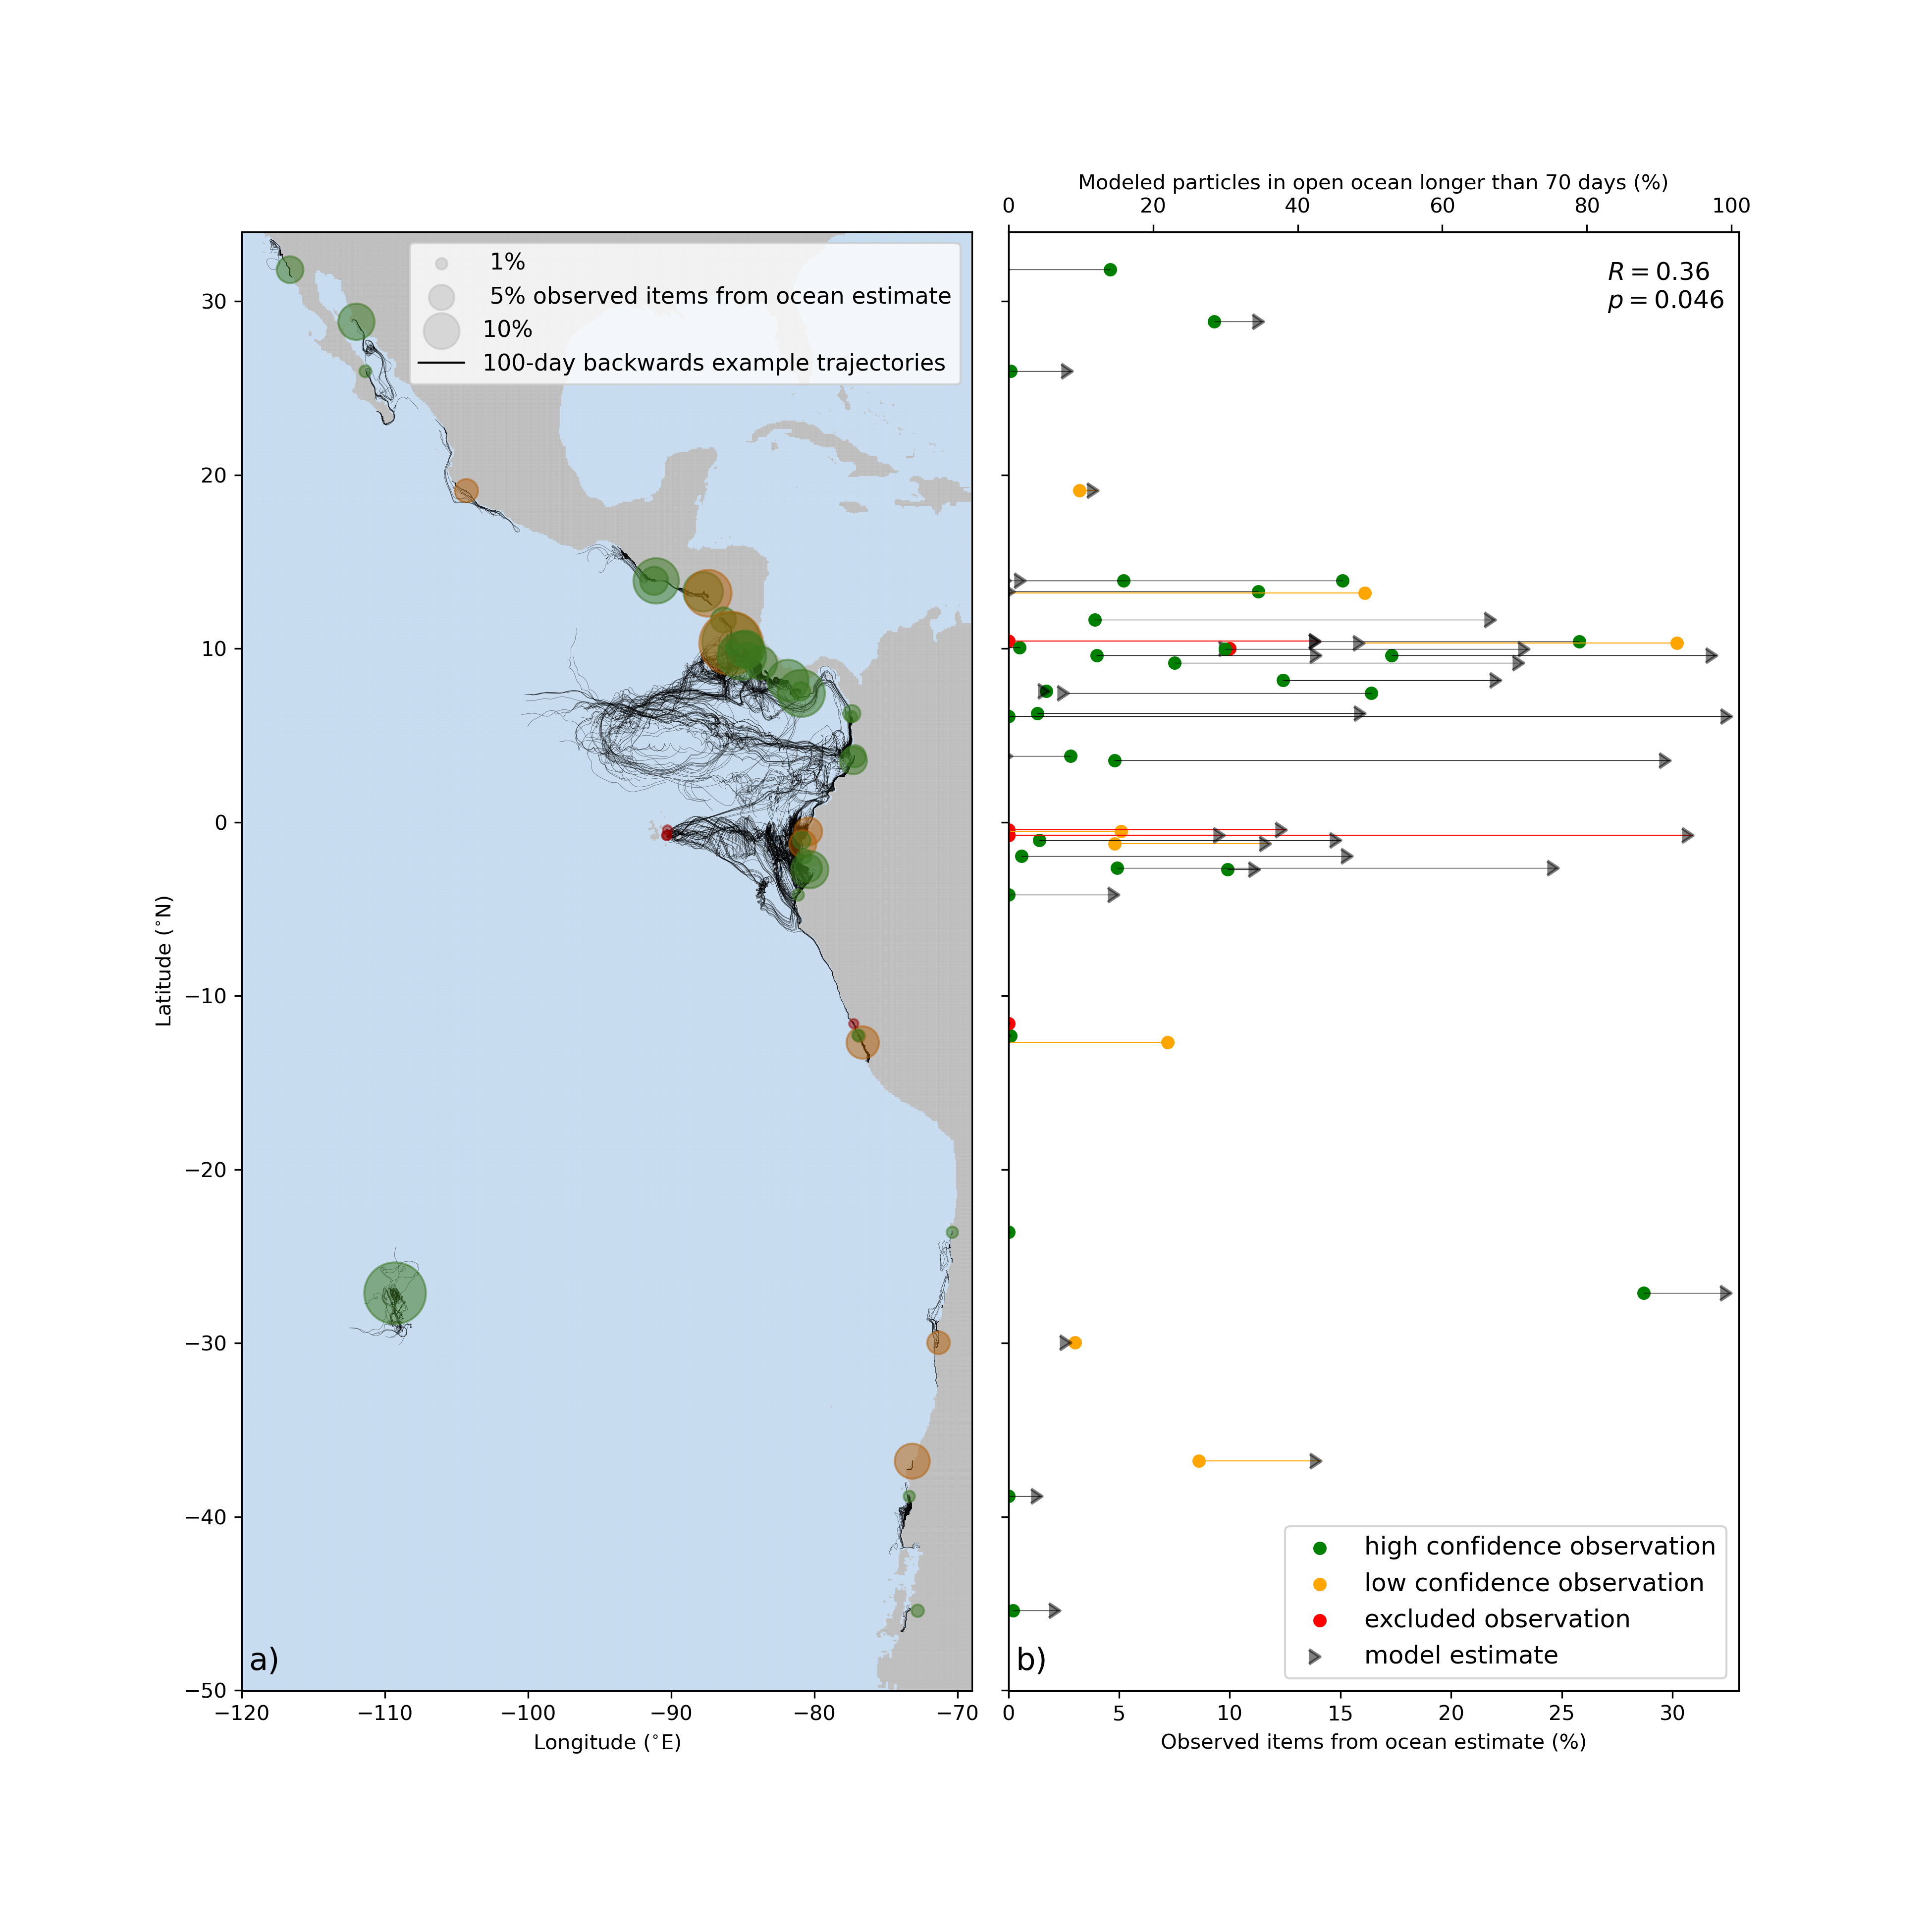 Modeled particles in open ocean longer than 70 days (%)
0 20 40 60 80 100
1%
5% observed items from ocean estimate
10%
100-day backwards example trajectories
R = 0.36
p = 0.046
30
20
10
0
−10
−20
−30
−40
−50
Latitude (°N)
a)
−120 −110 −100 −90 −80 −70
Longitude (°E)
high confidence observation
low confidence observation
excluded observation
model estimate
b)
0 5 10 15 20 25 30
Observed items from ocean estimate (%)